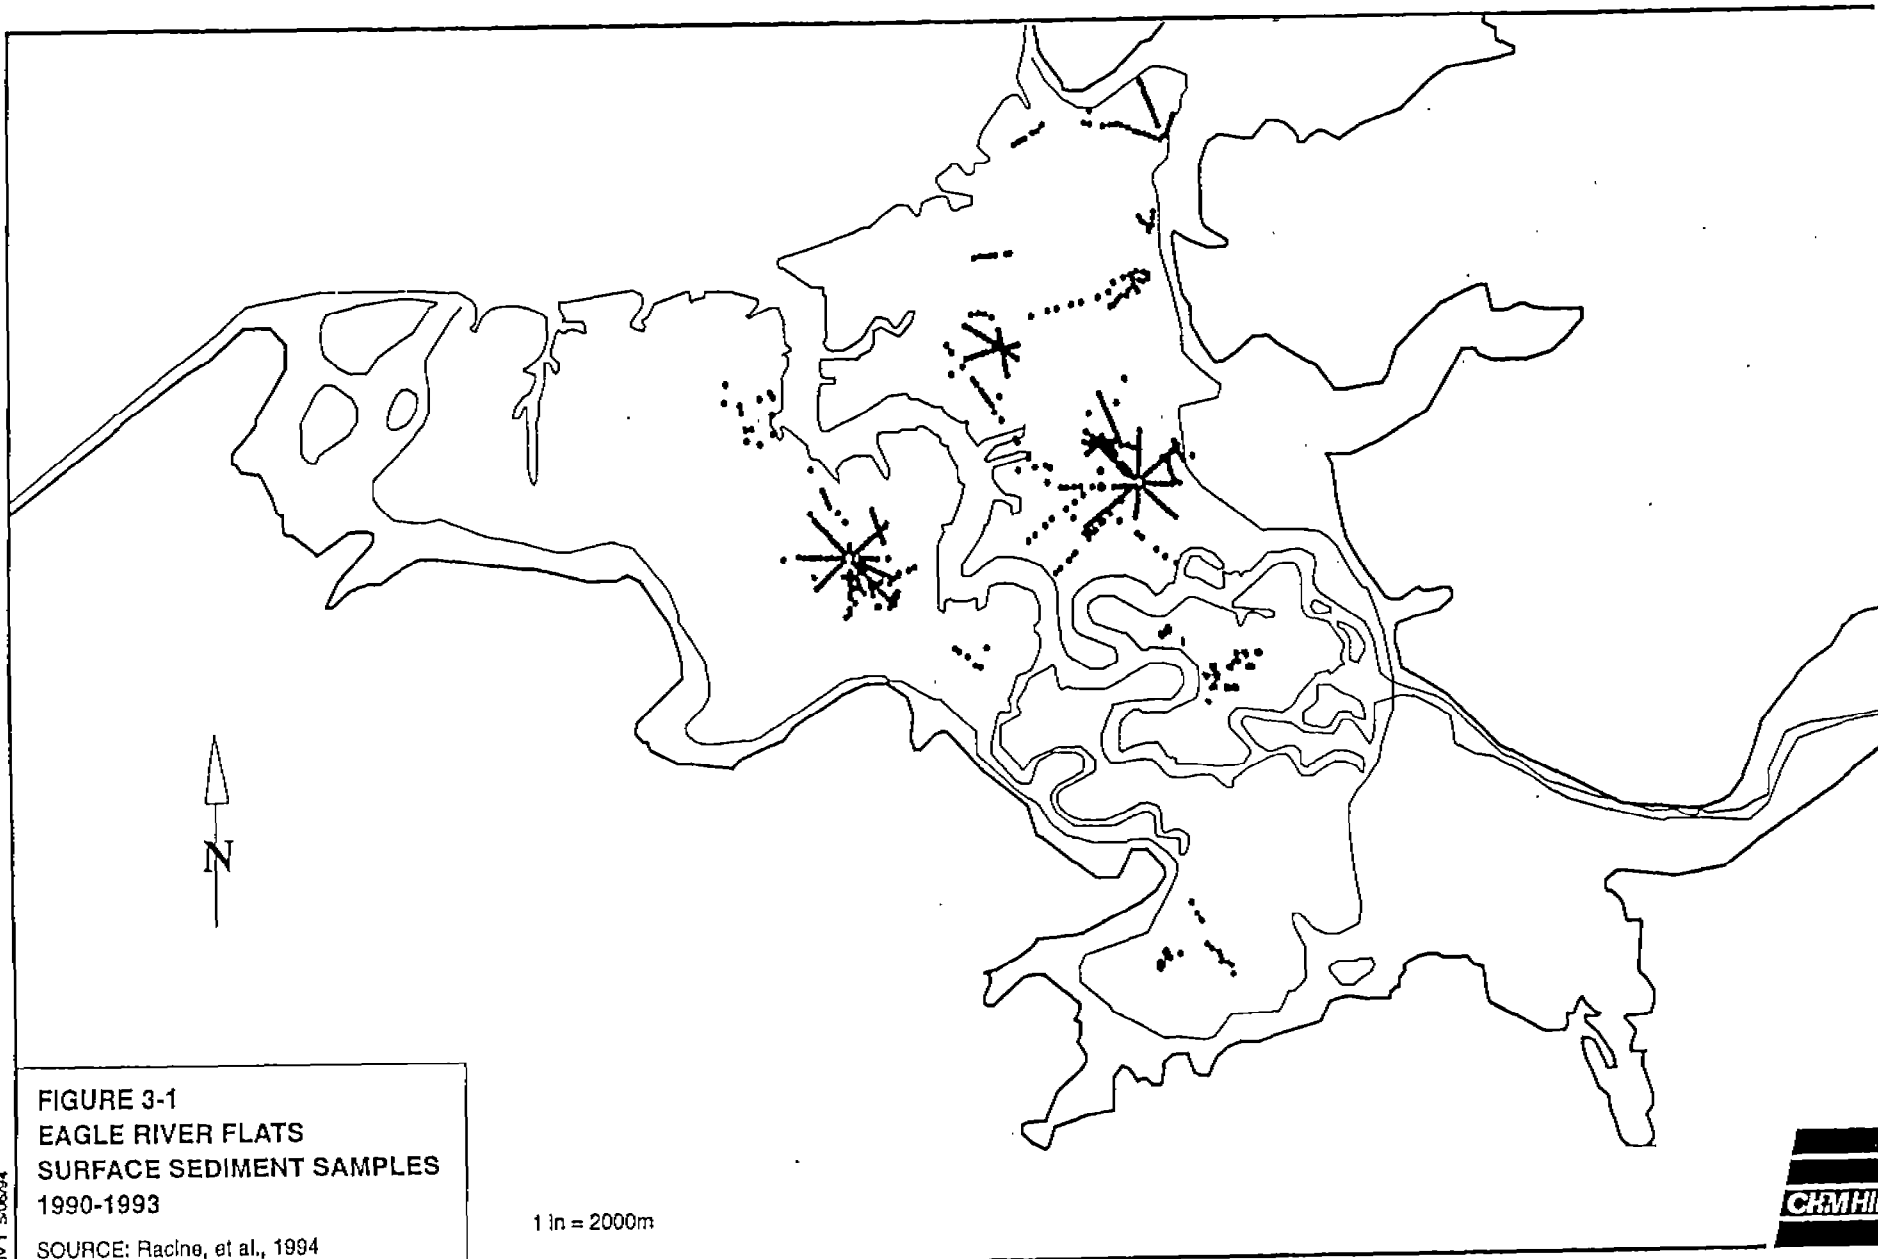 N
FIGURE 3-1
EAGLE RIVER FLATS
SURFACE SEDIMENT SAMPLES
1990-1993
SOURCE: Racine, et al., 1994
1 in = 2000m
CH2MHI